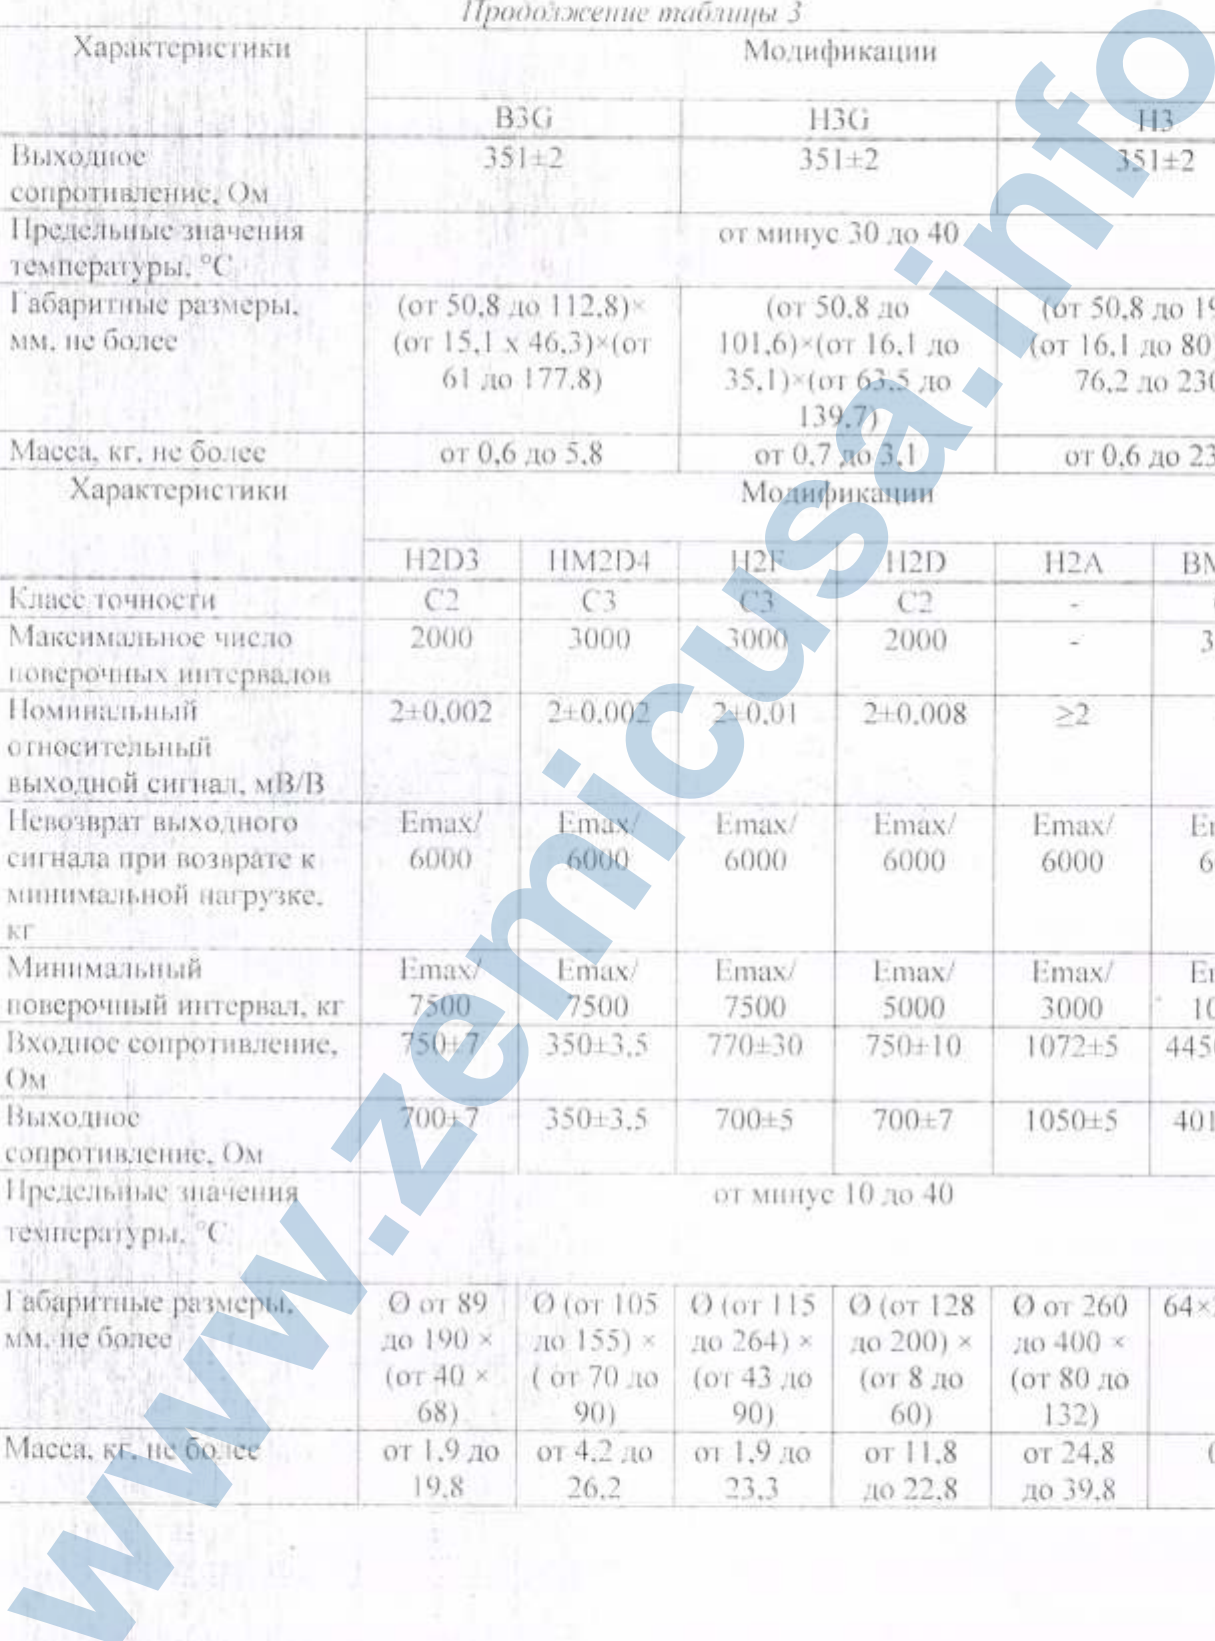 Продолжение таблицы 3
Характеристики Модификации
B3G H3G H3
Выходное 351±2 351±2 351±2
сопротивление, Ом
Предельные значения от минус 30 до 40
температуры, °C
Габаритные размеры, (от 50,8 до 112,8)× (от 50,8 до (от 50,8 до
мм, не более (от 15,1 x 46,3)×(от 101,6)×(от 16,1 до (от 16,1 до 80)
61 до 177,8) 35,1)×(от 63,5 до 76,2 до 230
139,7)
Масса, кг, не более от 0,6 до 5,8 от 0,7 до 3,1 от 0,6 до 23
Характеристики Модификации
H2D3 HM2D4 H2F H2D H2A BM
Класс точности C2 C3 C3 C2 -
Максимальное число 2000 3000 3000 2000 - 3
поверочных интервалов
Номинальный 2±0,002 2±0,002 2±0,01 2±0,008 ≥2
относительный
выходной сигнал, мВ/В
Невозврат выходного Emax/ Emax/ Emax/ Emax/ Emax/
сигнала при возврате к 6000 6000 6000 6000 6000 6
минимальной нагрузке,
кг
Минимальный Emax/ Emax/ Emax/ Emax/ Emax/
поверочный интервал, кг 7500 7500 7500 5000 3000 10
Входное сопротивление, 750±7 350±3,5 770±30 750±10 1072±5 445
Ом
Выходное 700±7 350±3,5 700±5 700±7 1050±5 401
сопротивление, Ом
Предельные значения от минус 10 до 40
температуры, °C
Габаритные размеры, Ø от 89 Ø (от 105 Ø (от 115 Ø (от 128 Ø от 260 64×
мм, не более до 190 × до 155) × до 264) × до 200) × до 400 ×
(от 40 × ( от 70 до (от 43 до (от 8 до (от 80 до
68) 90) 90) 60) 132)
Масса, кг, не более от 1,9 до от 4,2 до от 1,9 до от 11,8 от 24,8
19,8 26,2 23,3 до 22,8 до 39,8
www.zemicusa.info